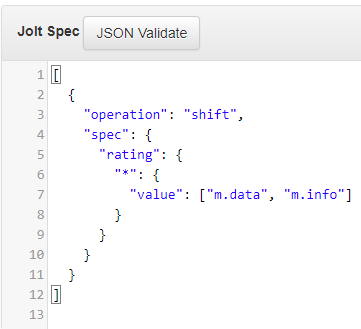 Jolt Spec JSON Validate
1 [
2 {
3 "operation": "shift",
4 "spec": {
5 "rating": {
6 "*": {
7 "value": ["m.data", "m.info"]
8 }
9 }
10 }
11 }
12 ]
13